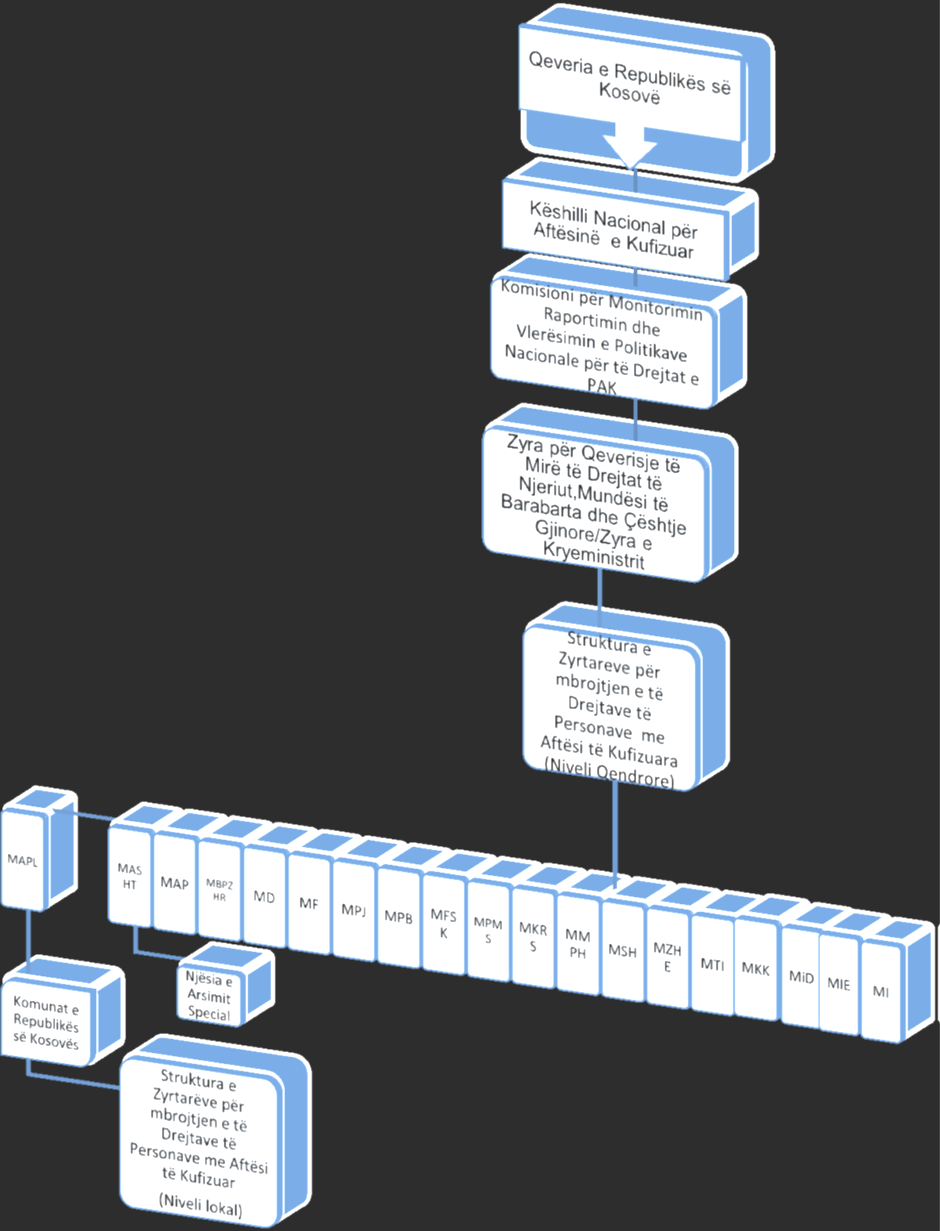 Qeveria e Republikës së
Kosovë
Këshilli Nacional për
Aftësinë e Kufizuar
Komisioni për Monitorimin
Raportimin dhe
Vlerësimin e Politikave
Nacionale për të Drejtat e
PAK
Zyra për Qeverisje të
Mirë të Drejtat të
Njeriut,Mundësi të
Barabarta dhe Çështje
Gjinore/Zyra e
Kryeministrit
Struktura e
Zyrtareve për
mbrojtjen e të
Drejtave të
Personave me
Aftësi të Kufizuara
(Niveli Qendrore)
MAPL
MAS
HT
MAP
MBPZ
HR
MD
MF
MPJ
MPB
MFS
K
MPM
S
MKR
S
MM
PH
MSH
MZH
E
MTI
MKK
MiD
MIE
MI
Njësia e
Arsimit
Special
Komunat e
Republikës
së Kosovës
Struktura e
Zyrtarëve për
mbrojtjen e të
Drejtave të
Personave me Aftësi
të Kufizuar
(Niveli lokal)